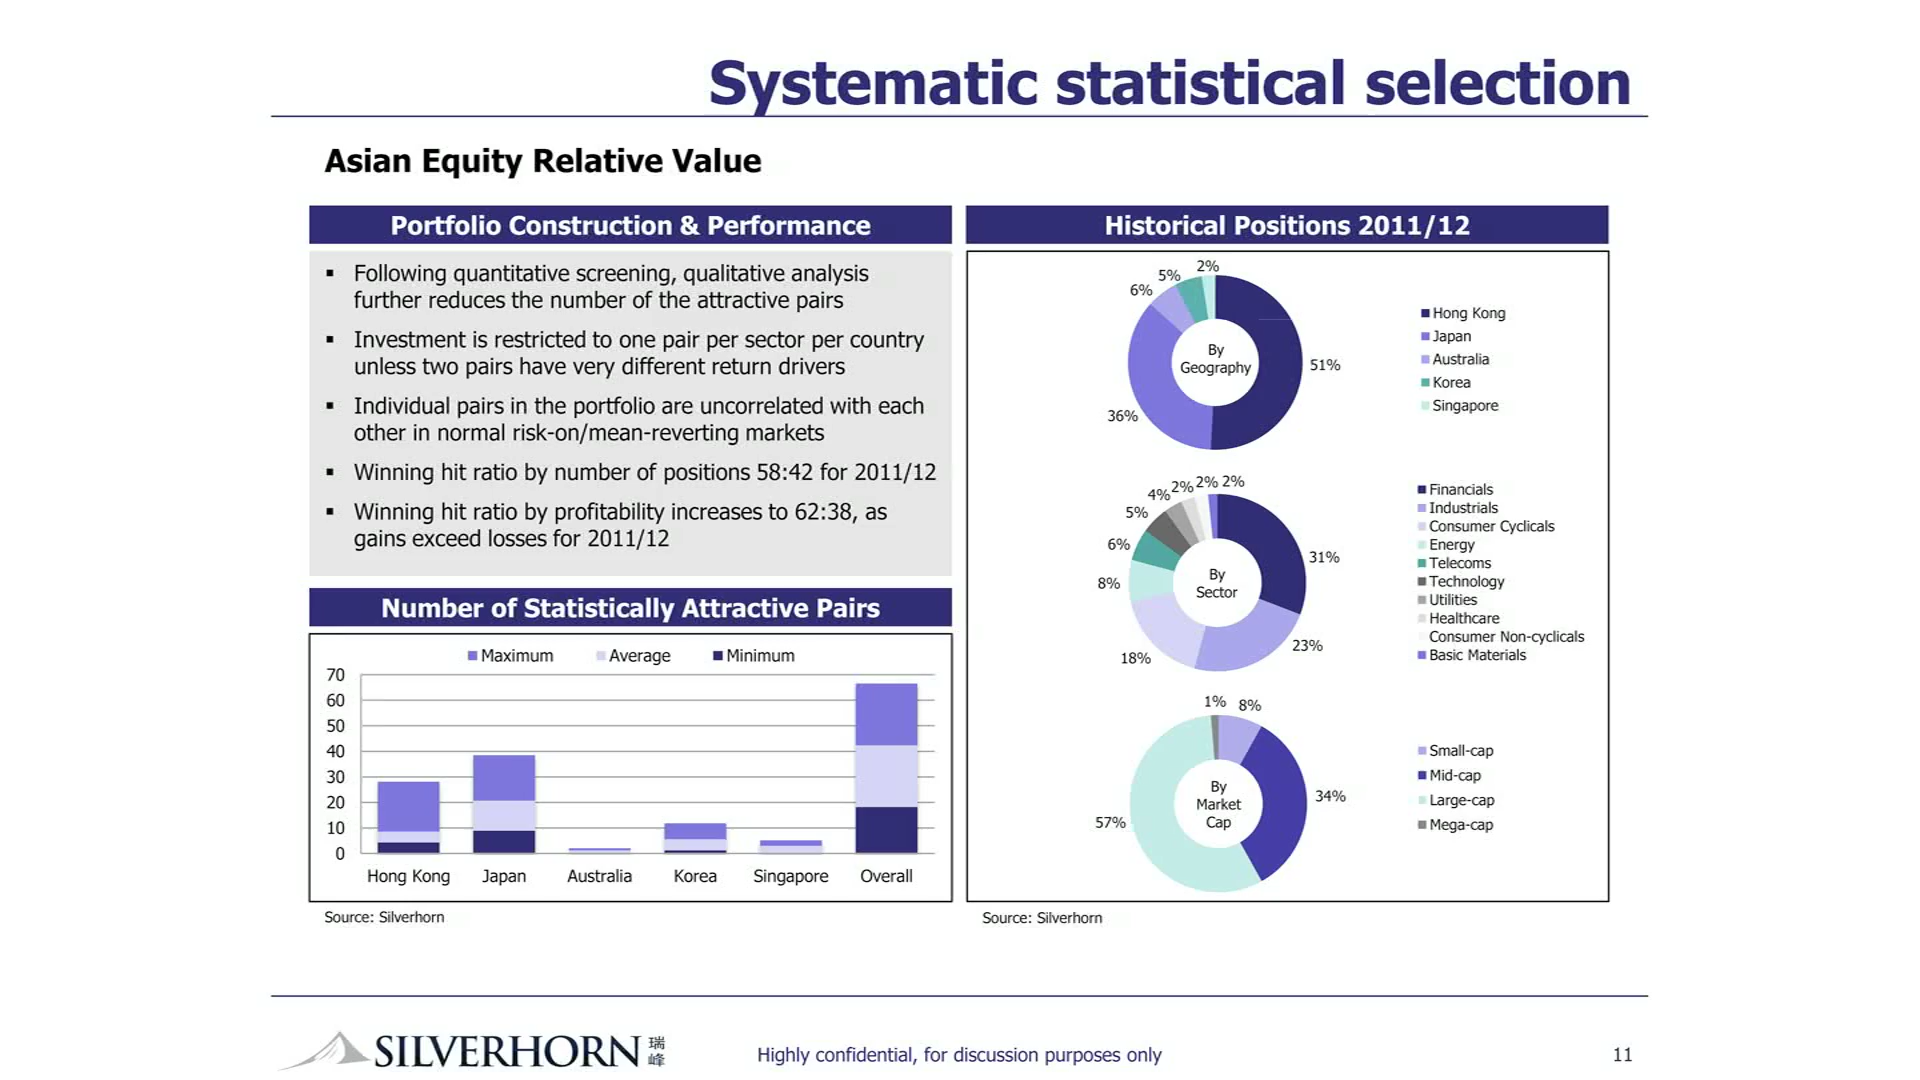 Systematic statistical selection
Asian Equity Relative Value
Portfolio Construction & Performance
▪ Following quantitative screening, qualitative analysis
further reduces the number of the attractive pairs
▪ Investment is restricted to one pair per sector per country
unless two pairs have very different return drivers
▪ Individual pairs in the portfolio are uncorrelated with each
other in normal risk-on/mean-reverting markets
▪ Winning hit ratio by number of positions 58:42 for 2011/12
▪ Winning hit ratio by profitability increases to 62:38, as
gains exceed losses for 2011/12
Number of Statistically Attractive Pairs
Maximum Average Minimum
70
60
50
40
30
20
10
0
Hong Kong Japan Australia Korea Singapore Overall
Source: Silverhorn
Historical Positions 2011/12
2%
5%
6%
By
Geography
51%
36%
Hong Kong
Japan
Australia
Korea
Singapore
4% 2% 2% 2%
5%
6%
8%
By
Sector
31%
23%
18%
Financials
Industrials
Consumer Cyclicals
Energy
Telecoms
Technology
Utilities
Healthcare
Consumer Non-cyclicals
Basic Materials
1% 8%
By
Market
Cap
34%
57%
Small-cap
Mid-cap
Large-cap
Mega-cap
Source: Silverhorn
SILVERHORN 瑞峰
Highly confidential, for discussion purposes only
11